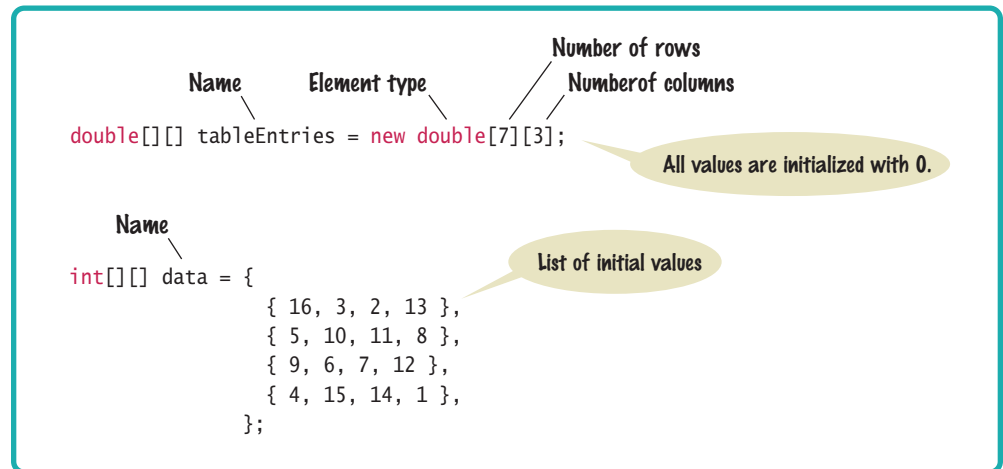 Number of rows
Name Element type Numberof columns
double[][] tableEntries = new double[7][3];
All values are initialized with 0.
Name
List of initial values
int[][] data = {
{ 16, 3, 2, 13 },
{ 5, 10, 11, 8 },
{ 9, 6, 7, 12 },
{ 4, 15, 14, 1 },
};